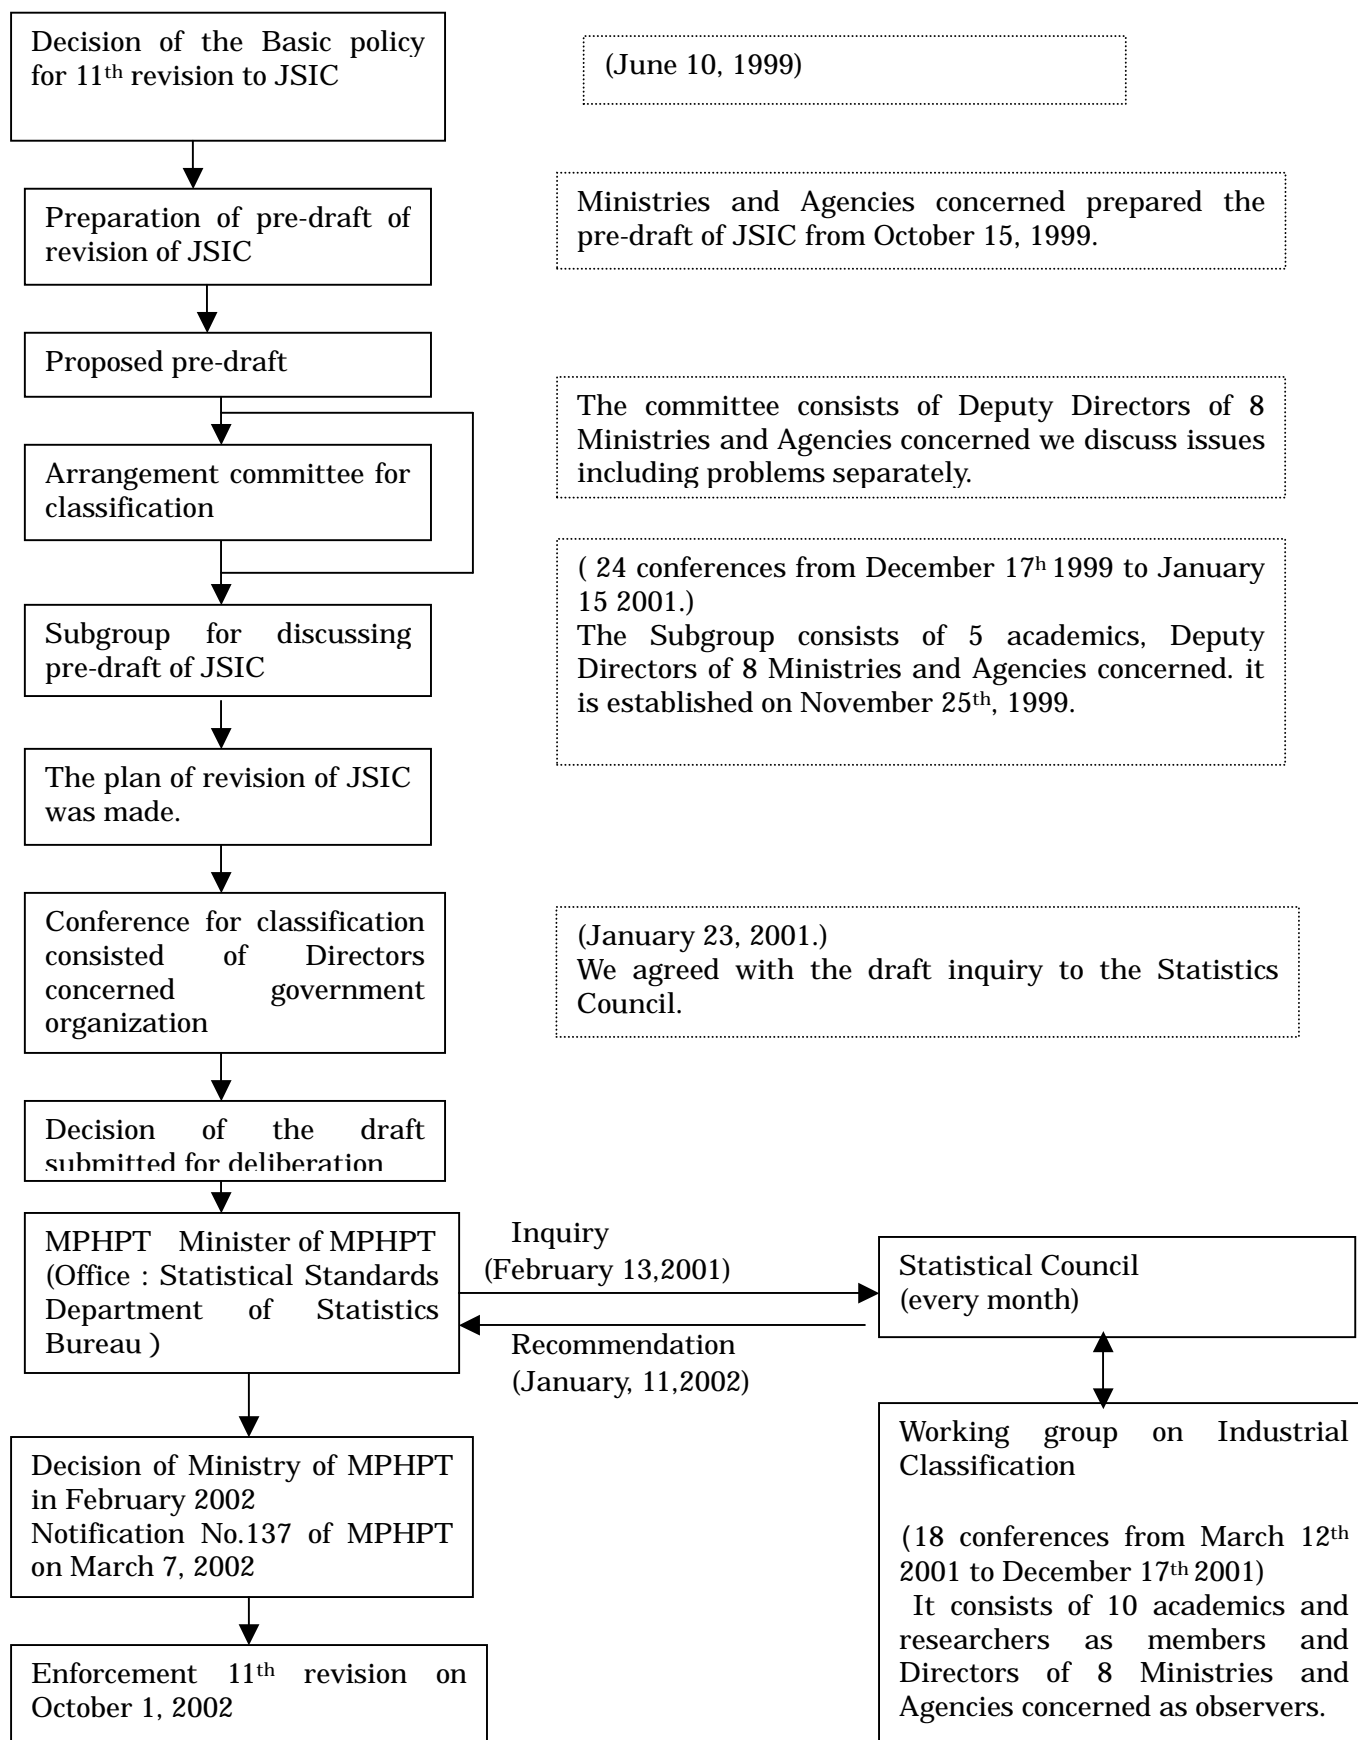 Decision of the Basic policy
for 11th revision to JSIC
(June 10, 1999)
Preparation of pre-draft of
revision of JSIC
Ministries and Agencies concerned prepared the
pre-draft of JSIC from October 15, 1999.
Proposed pre-draft
The committee consists of Deputy Directors of 8
Ministries and Agencies concerned we discuss issues
including problems separately.
Arrangement committee for
classification
( 24 conferences from December 17h 1999 to January
15 2001.)
The Subgroup consists of 5 academics, Deputy
Directors of 8 Ministries and Agencies concerned. it
is established on November 25th, 1999.
Subgroup for discussing
pre-draft of JSIC
The plan of revision of JSIC
was made.
Conference for classification
consisted of Directors
concerned government
organization
(January 23, 2001.)
We agreed with the draft inquiry to the Statistics
Council.
Decision of the draft
submitted for deliberation
MPHPT Minister of MPHPT
(Office : Statistical Standards
Department of Statistics
Bureau )
Inquiry
(February 13,2001)
Recommendation
(January, 11,2002)
Statistical Council
(every month)
Working group on Industrial
Classification
(18 conferences from March 12th
2001 to December 17th 2001)
It consists of 10 academics and
researchers as members and
Directors of 8 Ministries and
Agencies concerned as observers.
Decision of Ministry of MPHPT
in February 2002
Notification No.137 of MPHPT
on March 7, 2002
Enforcement 11th revision on
October 1, 2002